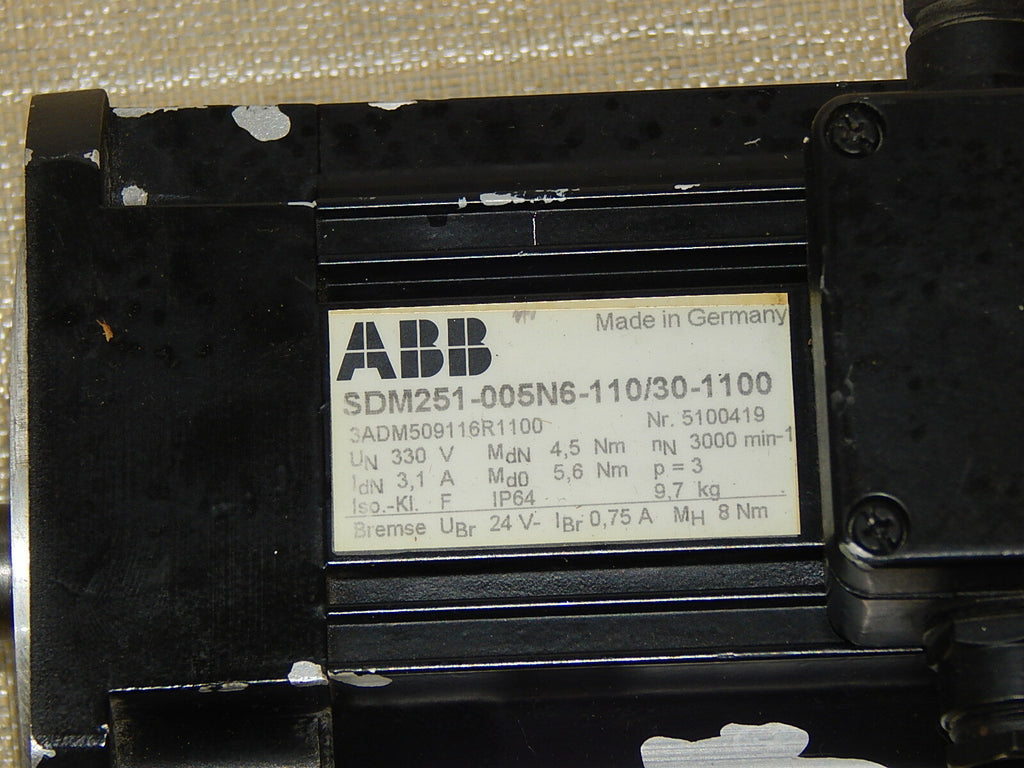 ABB Made in Germany
SDM251-005N6-110/30-1100
3ADM509116R1100 Nr. 5100419
UN 330 V MdN 4,5 Nm nN 3000 min-1
IdN 3,1 A Md0 5,6 Nm p = 3
Iso.-Kl. F IP64 9,7 kg
Bremse UBr 24 V- IBr 0,75 A MH 8 Nm